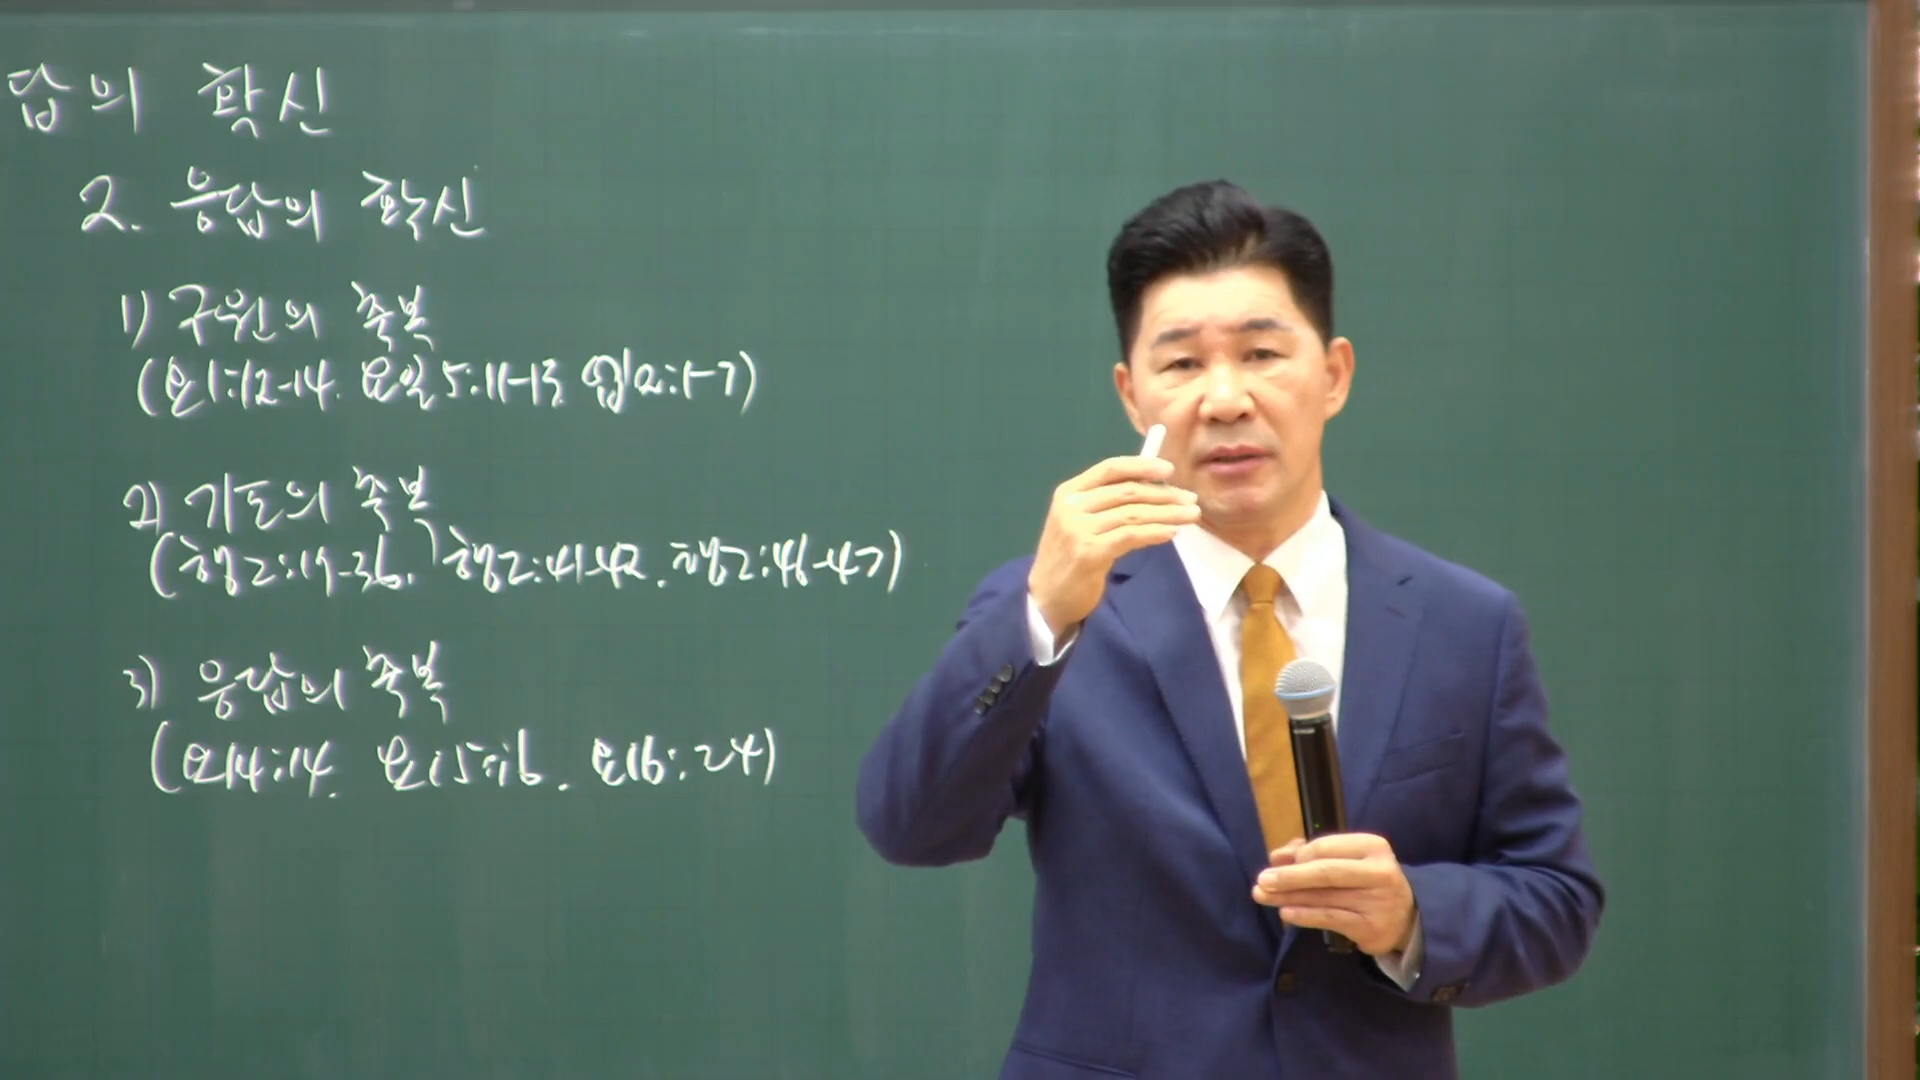 답의 확신
2. 응답의 확신
1) 구원의 축복
(요1:12-14. 요일5:11-13. 엡2:1-7)
2) 기도의 축복
(행2:14-36. 행2:41-42. 행2:46-47)
3) 응답의 축복
(요14:14. 요15:16. 요16:24)